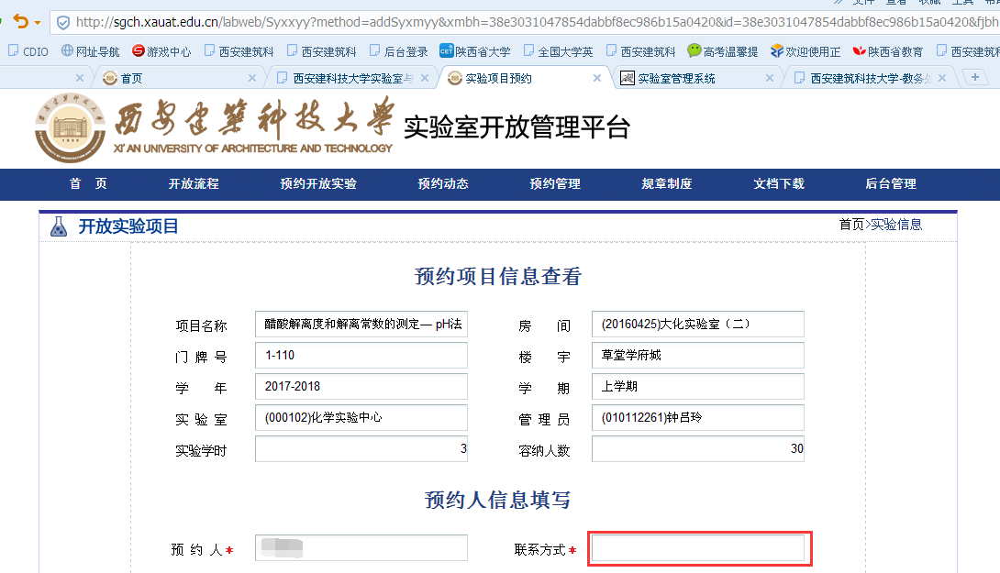 文件 查看 收藏 工具
http://sgch.xauat.edu.cn/labweb/Syxxyy?method=addSyxmyy&xmbh=38e3031047854dabbf8ec986b15a0420&id=38e3031047854dabbf8ec986b15a0420&fjbh
CDIO 网址导航 游戏中心 西安建筑科 西安建筑科 后台登录 陕西省大学 全国大学英 西安建筑科 高考温馨提 欢迎使用正 陕西省教育 西安建筑科
首页 西安建科技大学实验室与 实验项目预约 实验室管理系统 西安建筑科技大学-教务处
西安建筑科技大学 实验室开放管理平台
XI'AN UNIVERSITY OF ARCHITECTURE AND TECHNOLOGY
首 页 开放流程 预约开放实验 预约动态 预约管理 规章制度 文档下载 后台管理
开放实验项目 首页>实验信息
预约项目信息查看
项目名称 醋酸解离度和解离常数的测定— pH法 房 间 (20160425)大化实验室（二）
门 牌 号 1-110 楼 宇 草堂学府城
学 年 2017-2018 学 期 上学期
实 验 室 (000102)化学实验中心 管 理 员 (010112261)钟吕玲
实验学时 3 容纳人数 30
预约人信息填写
预 约 人* 联系方式*